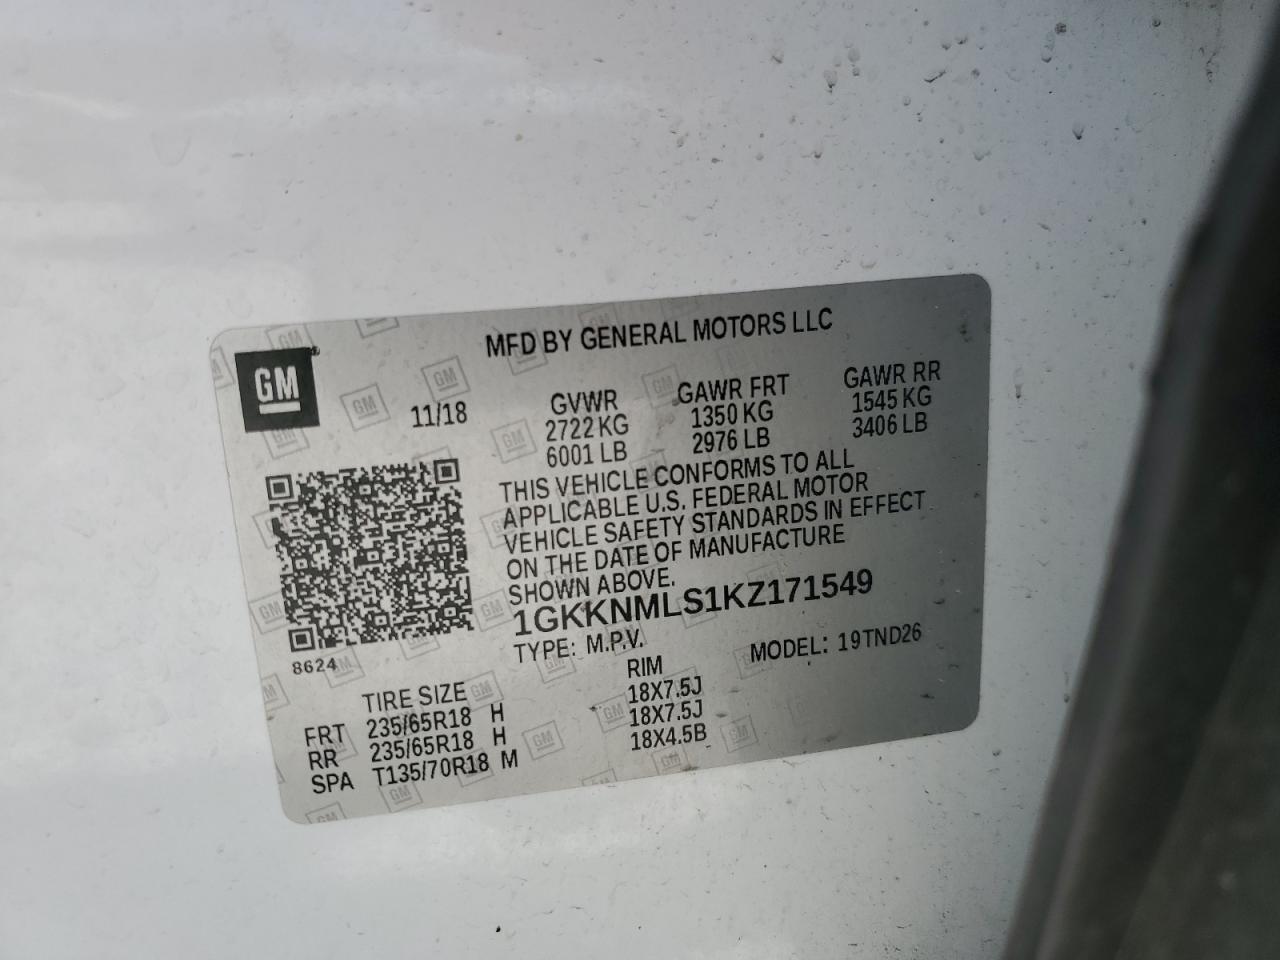 MFD BY GENERAL MOTORS LLC
GM
11/18
GVWR GAWR FRT GAWR RR
2722 KG 1350 KG 1545 KG
6001 LB 2976 LB 3406 LB
THIS VEHICLE CONFORMS TO ALL
APPLICABLE U.S. FEDERAL MOTOR
VEHICLE SAFETY STANDARDS IN EFFECT
ON THE DATE OF MANUFACTURE
SHOWN ABOVE.
1GKKNMLS1KZ171549
TYPE: M.P.V. MODEL: 19TND26
8624
TIRE SIZE RIM
FRT 235/65R18 H 18X7.5J
RR 235/65R18 H 18X7.5J
SPA T135/70R18 M 18X4.5B